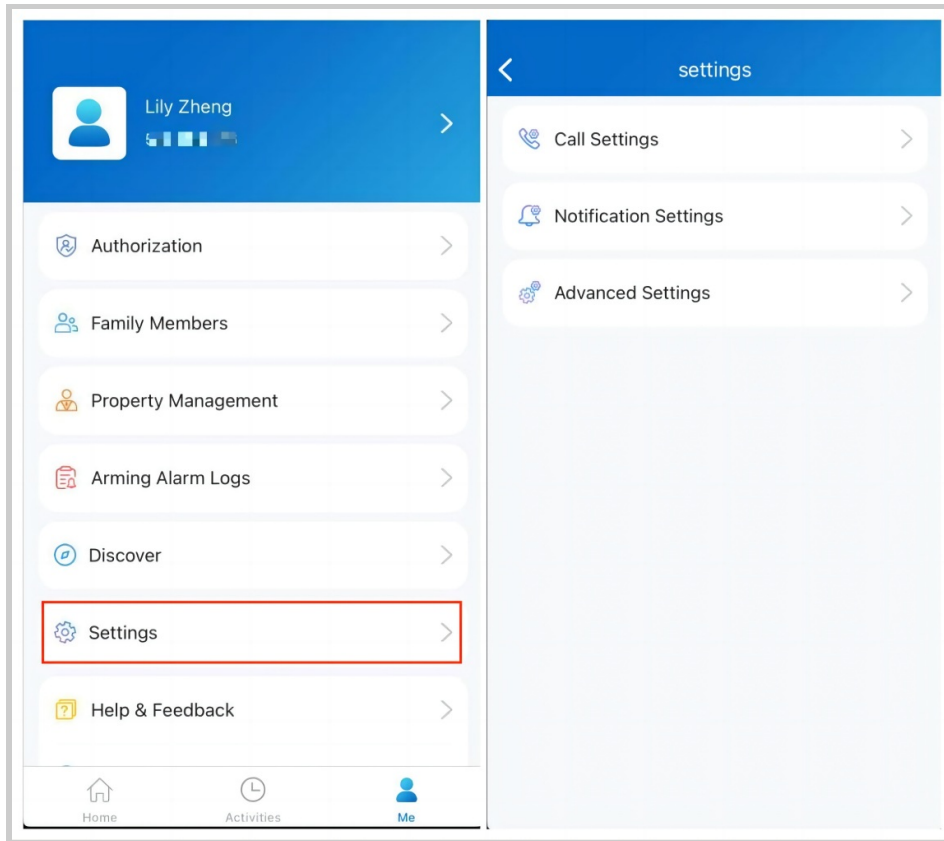 Lily Zheng
Authorization
Family Members
Property Management
Arming Alarm Logs
Discover
Settings
Help & Feedback
Home
Activities
Me
settings
Call Settings
Notification Settings
Advanced Settings